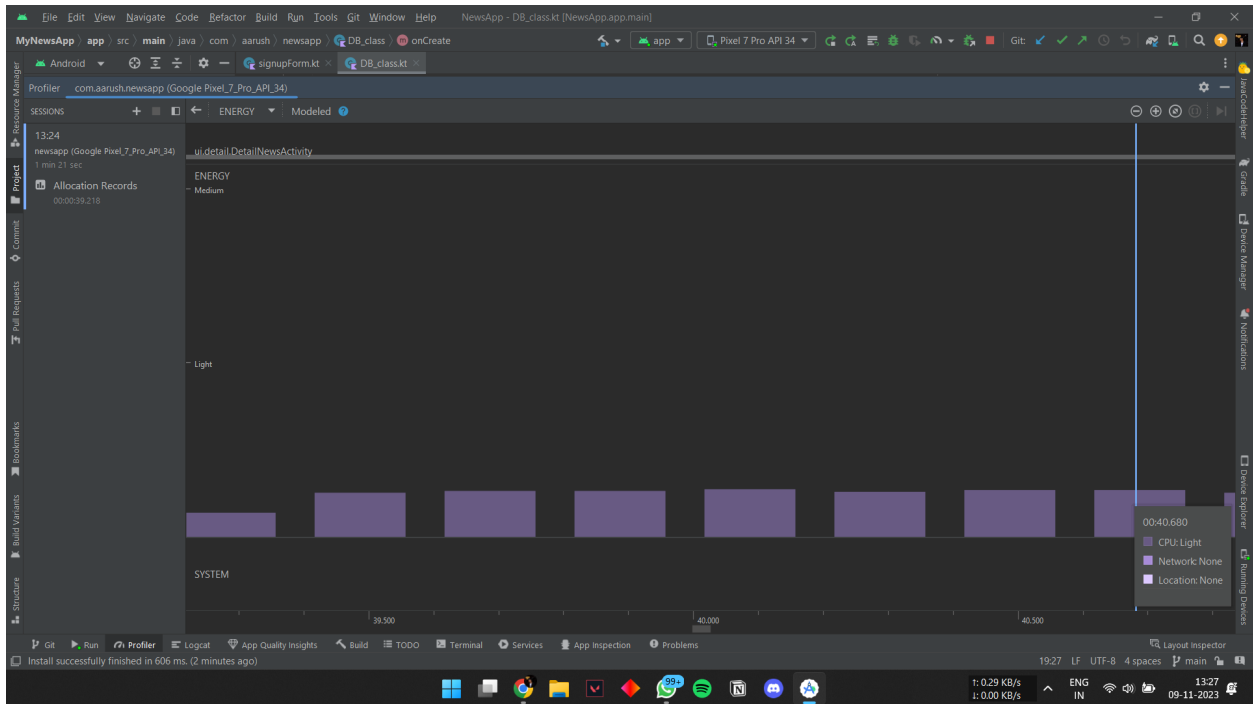 File Edit View Navigate Code Refactor Build Run Tools Git Window Help NewsApp - DB_class.kt [NewsApp.app.main]
MyNewsApp app src main java com aarush newsapp DB_class onCreate app Pixel 7 Pro API 34 Git:
Android signupForm.kt DB_class.kt
Profiler com.aarush.newsapp (Google Pixel_7_Pro_API_34)
SESSIONS ENERGY Modeled
13:24
newsapp (Google Pixel_7_Pro_API_34)
1 min 21 sec
Allocation Records
00:00:39.218
ui.detail.DetailNewsActivity
ENERGY
Medium
Light
SYSTEM
39.500 40.000 40.500
00:40.680
CPU: Light
Network: None
Location: None
Resource Manager
Project
Commit
Pull Requests
Bookmarks
Build Variants
Structure
JavaCodeHelper
Gradle
Device Manager
Notifications
Device Explorer
Running Devices
Git Run Profiler Logcat App Quality Insights Build TODO Terminal Services App Inspection Problems Layout Inspector
Install successfully finished in 606 ms. (2 minutes ago) 19:27 LF UTF-8 4 spaces main
99+
↑: 0.29 KB/s
↓: 0.00 KB/s
ENG
IN
13:27
09-11-2023